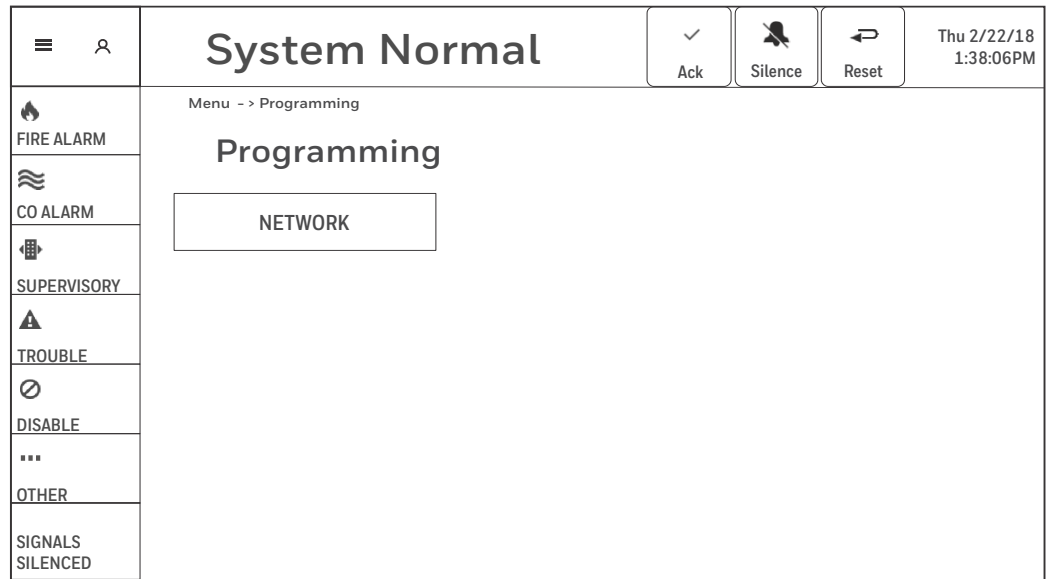 System Normal
Ack
Silence
Reset
Thu 2/22/18
1:38:06PM
Menu -> Programming
Programming
NETWORK
FIRE ALARM
CO ALARM
SUPERVISORY
TROUBLE
DISABLE
OTHER
SIGNALS
SILENCED